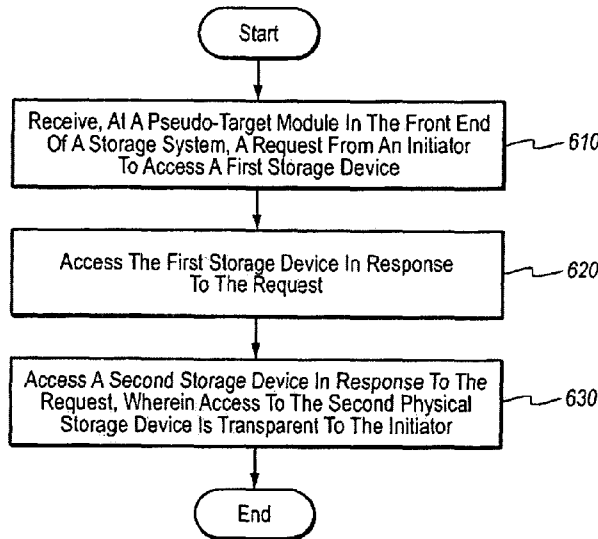 Start
Receive, At A Pseudo-Target Module In The Front End
Of A Storage System, A Request From An Initiator
To Access A First Storage Device
610
Access The First Storage Device In Response
To The Request
620
Access A Second Storage Device In Response To The
Request, Wherein Access To The Second Physical
Storage Device Is Transparent To The Initiator
630
End